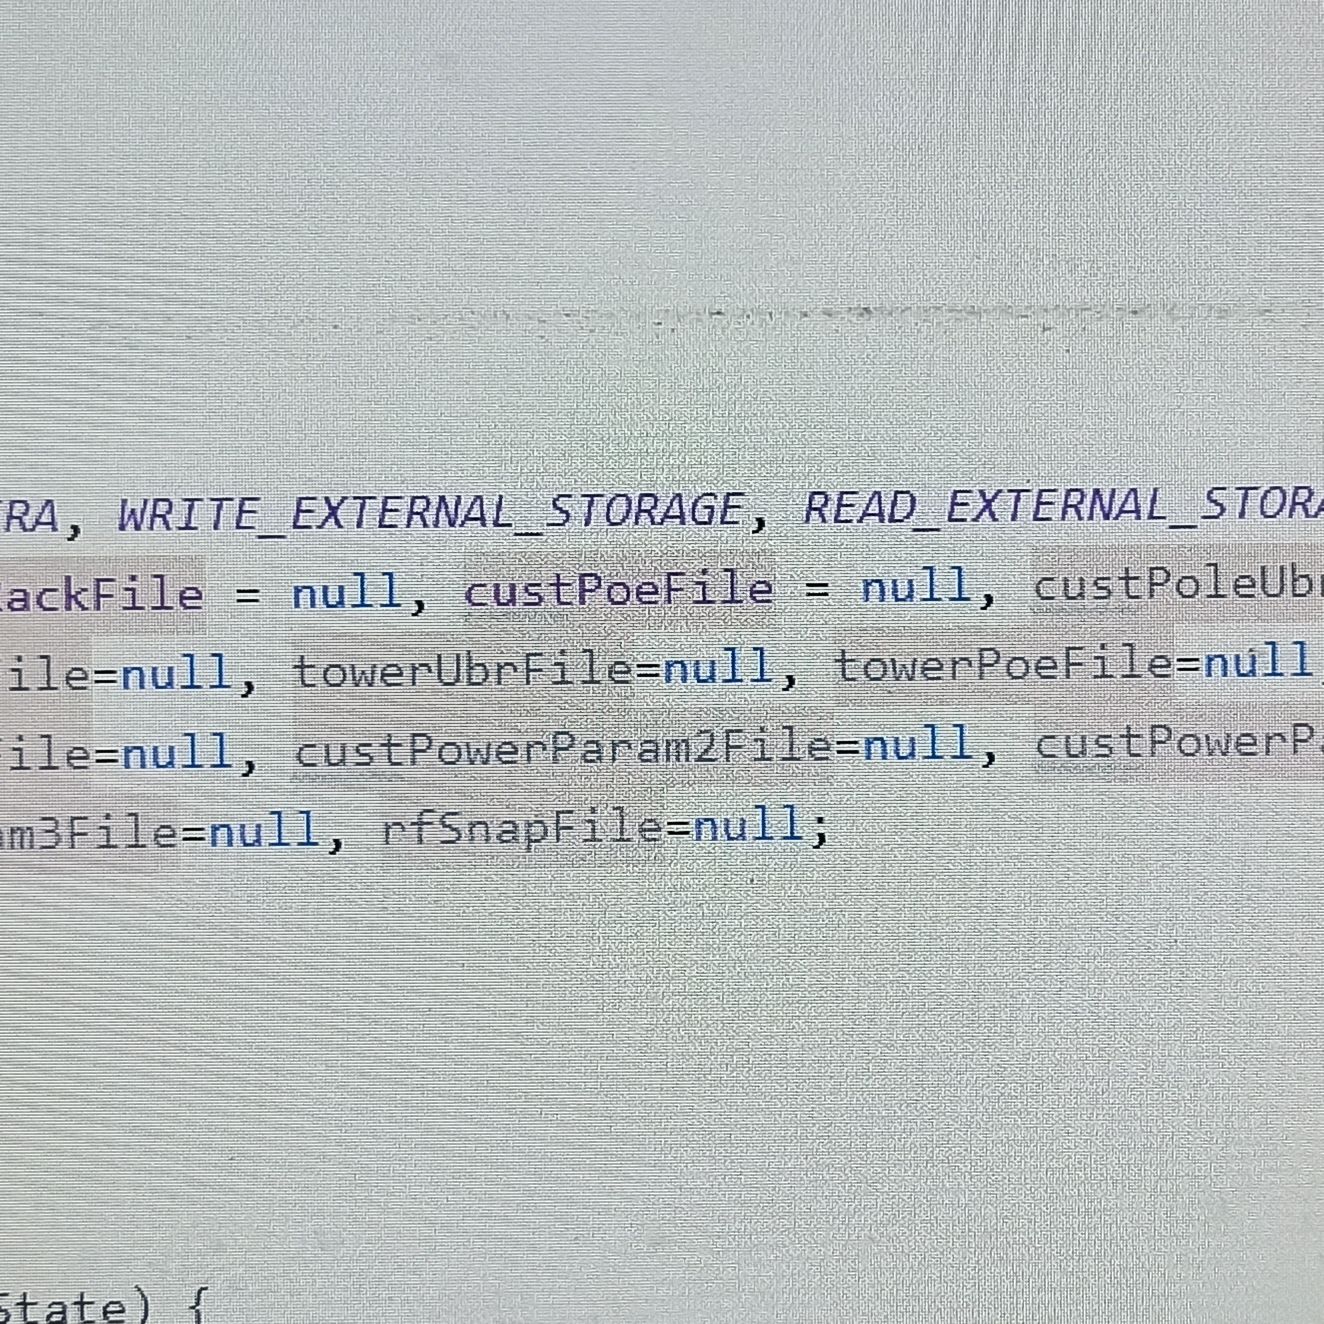 RA, WRITE_EXTERNAL_STORAGE, READ_EXTERNAL_STORA
ackFile = null, custPoeFile = null, custPoleUb
ile=null, towerUbrFile=null, towerPoeFile=null,
ile=null, custPowerParam2File=null, custPowerP
m3File=null, rfSnapFile=null;
State) {